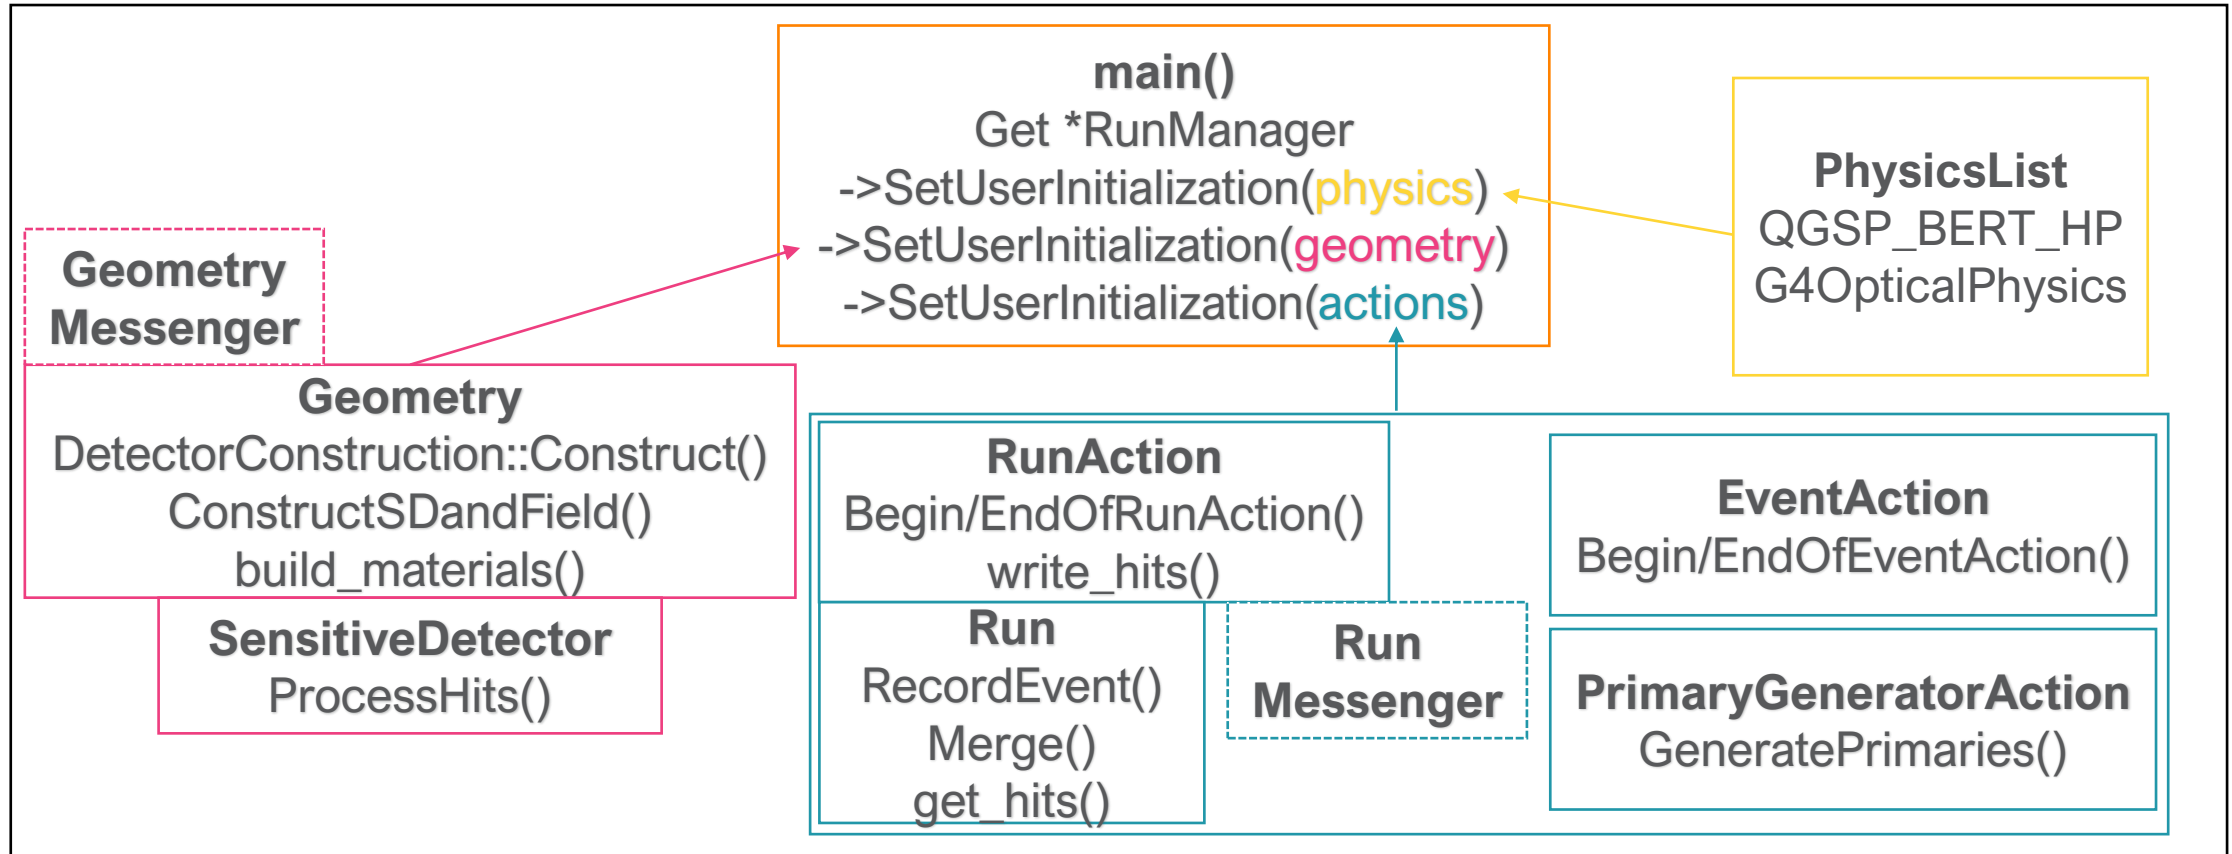 main()
Get *RunManager
->SetUserInitialization(physics)
->SetUserInitialization(geometry)
->SetUserInitialization(actions)
PhysicsList
QGSP_BERT_HP
G4OpticalPhysics
Geometry
Messenger
Geometry
DetectorConstruction::Construct()
ConstructSDandField()
build_materials()
SensitiveDetector
ProcessHits()
RunAction
Begin/EndOfRunAction()
write_hits()
Run
RecordEvent()
Merge()
get_hits()
Run
Messenger
EventAction
Begin/EndOfEventAction()
PrimaryGeneratorAction
GeneratePrimaries()